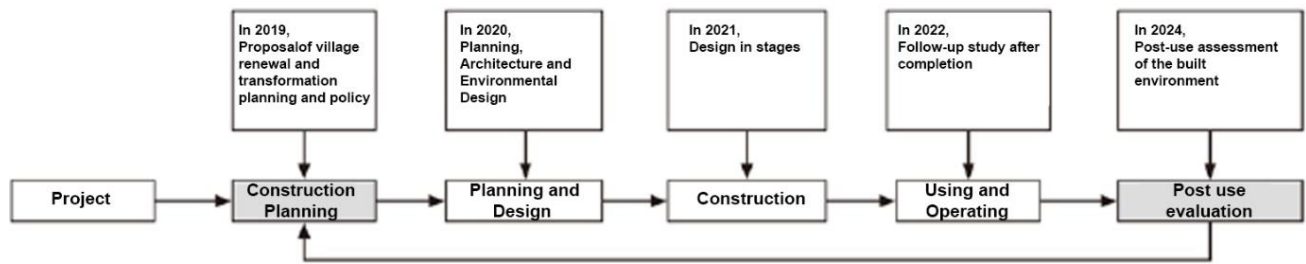 In 2019,
Proposalof village
renewal and
transformation
planning and policy
In 2020,
Planning,
Architecture and
Environmental
Design
In 2021,
Design in stages
In 2022,
Follow-up study after
completion
In 2024,
Post-use assessment
of the built
environment
Project
Construction
Planning
Planning and
Design
Construction
Using and
Operating
Post use
evaluation